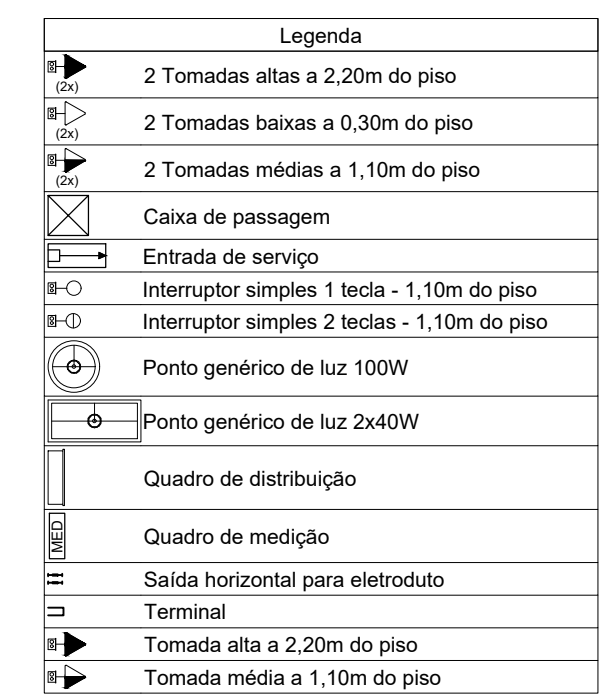 Legenda
(2x) 2 Tomadas altas a 2,20m do piso
(2x) 2 Tomadas baixas a 0,30m do piso
(2x) 2 Tomadas médias a 1,10m do piso
Caixa de passagem
Entrada de serviço
Interruptor simples 1 tecla - 1,10m do piso
Interruptor simples 2 teclas - 1,10m do piso
Ponto genérico de luz 100W
Ponto genérico de luz 2x40W
Quadro de distribuição
MED Quadro de medição
Saída horizontal para eletroduto
Terminal
Tomada alta a 2,20m do piso
Tomada média a 1,10m do piso